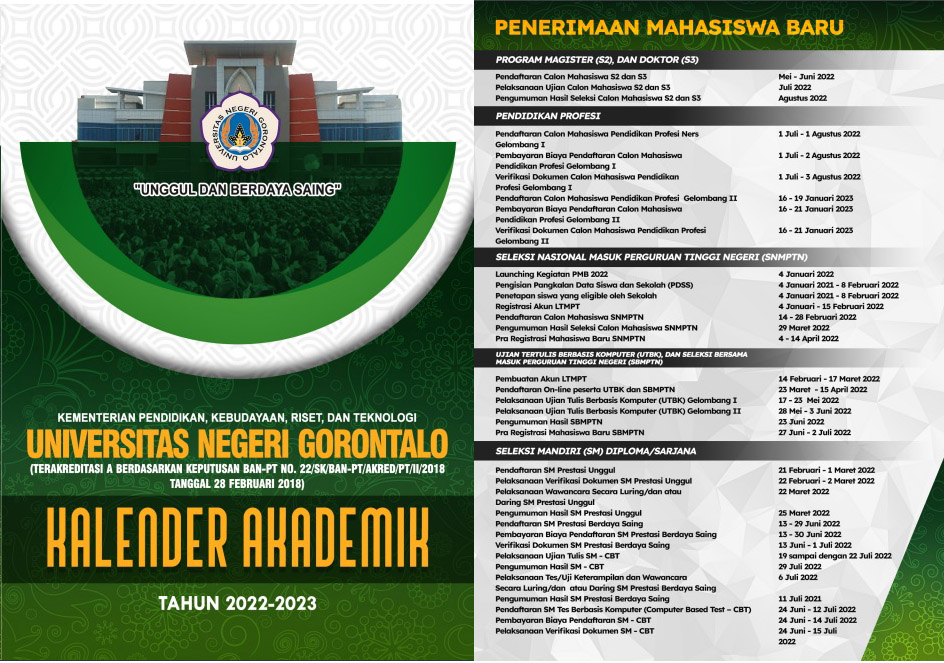 UNIVERSITAS NEGERI GORONTALO
"UNGGUL DAN BERDAYA SAING"
KEMENTERIAN PENDIDIKAN, KEBUDAYAAN, RISET, DAN TEKNOLOGI
UNIVERSITAS NEGERI GORONTALO
(TERAKREDITASI A BERDASARKAN KEPUTUSAN BAN-PT NO. 22/SK/BAN-PT/AKRED/PT/II/2018
TANGGAL 28 FEBRUARI 2018)
KALENDER AKADEMIK
TAHUN 2022-2023
PENERIMAAN MAHASISWA BARU
PROGRAM MAGISTER (S2), DAN DOKTOR (S3)
Pendaftaran Calon Mahasiswa S2 dan S3 Mei - Juni 2022
Pelaksanaan Ujian Calon Mahasiswa S2 dan S3 Juli 2022
Pengumuman Hasil Seleksi Calon Mahasiswa S2 dan S3 Agustus 2022
PENDIDIKAN PROFESI
Pendaftaran Calon Mahasiswa Pendidikan Profesi Ners 1 Juli - 1 Agustus 2022
Gelombang I
Pembayaran Biaya Pendaftaran Calon Mahasiswa 1 Juli - 2 Agustus 2022
Pendidikan Profesi Gelombang I
Verifikasi Dokumen Calon Mahasiswa Pendidikan 1 Juli - 3 Agustus 2022
Profesi Gelombang I
Pendaftaran Calon Mahasiswa Pendidikan Profesi Gelombang II 16 - 19 Januari 2023
Pembayaran Biaya Pendaftaran Calon Mahasiswa 16 - 21 Januari 2023
Pendidikan Profesi Gelombang II
Verifikasi Dokumen Calon Mahasiswa Pendidikan Profesi 16 - 21 Januari 2023
Gelombang II
SELEKSI NASIONAL MASUK PERGURUAN TINGGI NEGERI (SNMPTN)
Launching Kegiatan PMB 2022 4 Januari 2022
Pengisian Pangkalan Data Siswa dan Sekolah (PDSS) 4 Januari 2021 - 8 Februari 2022
Penetapan siswa yang eligible oleh Sekolah 4 Januari 2021 - 8 Februari 2022
Registrasi Akun LTMPT 4 Januari - 15 Februari 2022
Pendaftaran Calon Mahasiswa SNMPTN 14 - 28 Februari 2022
Pengumuman Hasil Seleksi Calon Mahasiswa SNMPTN 29 Maret 2022
Pra Registrasi Mahasiswa Baru SNMPTN 4 - 14 April 2022
UJIAN TERTULIS BERBASIS KOMPUTER (UTBK), DAN SELEKSI BERSAMA
MASUK PERGURUAN TINGGI NEGERI (SBMPTN)
Pembuatan Akun LTMPT 14 Februari - 17 Maret 2022
Pendaftaran On-line peserta UTBK dan SBMPTN 23 Maret - 15 April 2022
Pelaksanaan Ujian Tulis Berbasis Komputer (UTBK) Gelombang I 17 - 23 Mei 2022
Pelaksanaan Ujian Tulis Berbasis Komputer (UTBK) Gelombang II 28 Mei - 3 Juni 2022
Pengumuman Hasil SBMPTN 23 Juni 2022
Pra Registrasi Mahasiswa Baru SBMPTN 27 Juni - 2 Juli 2022
SELEKSI MANDIRI (SM) DIPLOMA/SARJANA
Pendaftaran SM Prestasi Unggul 21 Februari - 1 Maret 2022
Pelaksanaan Verifikasi Dokumen SM Prestasi Unggul 22 Februari - 2 Maret 2022
Pelaksanaan Wawancara Secara Luring/dan atau 22 Maret 2022
Daring SM Prestasi Unggul
Pengumuman Hasil SM Prestasi Unggul 25 Maret 2022
Pendaftaran SM Prestasi Berdaya Saing 13 - 29 Juni 2022
Pembayaran Biaya Pendaftaran SM Prestasi Berdaya Saing 13 - 30 Juni 2022
Verifikasi Dokumen SM Prestasi Berdaya Saing 13 Juni - 1 Juli 2022
Pelaksanaan Ujian Tulis SM - CBT 19 sampai dengan 22 Juli 2022
Pengumuman Hasil SM - CBT 29 Juli 2022
Pelaksanaan Tes/Uji Keterampilan dan Wawancara 6 Juli 2022
Secara Luring/dan atau Daring SM Prestasi Berdaya Saing
Pengumuman Hasil SM Prestasi Berdaya Saing 11 Juli 2021
Pendaftaran SM Tes Berbasis Komputer (Computer Based Test – CBT) 24 Juni - 12 Juli 2022
Pembayaran Biaya Pendaftaran SM - CBT 24 Juni - 14 Juli 2022
Pelaksanaan Verifikasi Dokumen SM - CBT 24 Juni - 15 Juli
2022